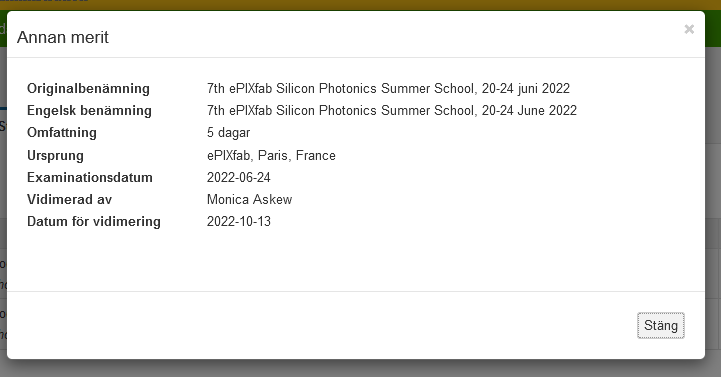 Annan merit
×
Originalbenämning 7th ePIXfab Silicon Photonics Summer School, 20-24 juni 2022
Engelsk benämning 7th ePIXfab Silicon Photonics Summer School, 20-24 June 2022
Omfattning 5 dagar
Ursprung ePIXfab, Paris, France
Examinationsdatum 2022-06-24
Vidimerad av Monica Askew
Datum för vidimering 2022-10-13
Stäng